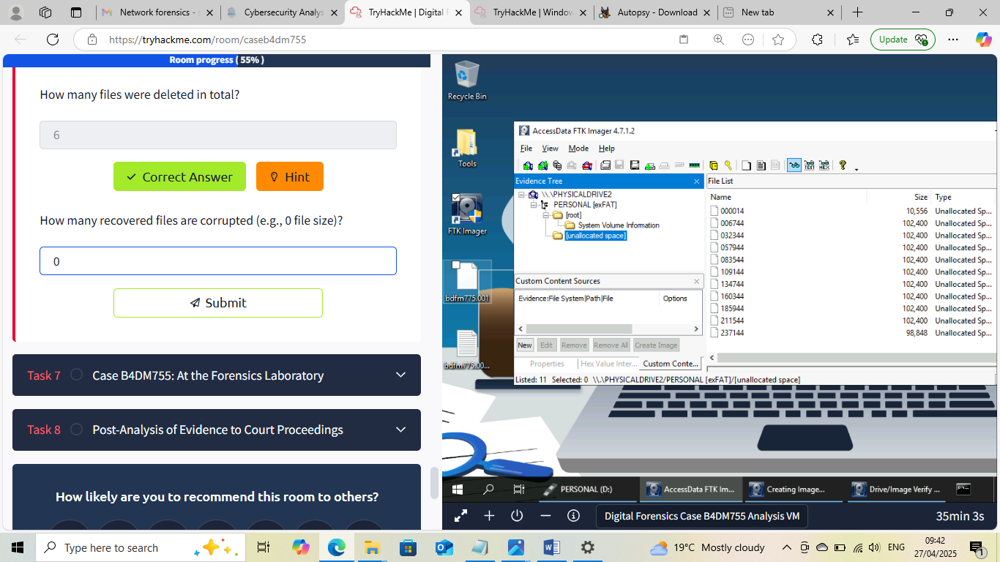 Network forensics - s
Cybersecurity Analys
TryHackMe | Digital F
TryHackMe | Window
Autopsy - Download
New tab
https://tryhackme.com/room/caseb4dm755
Update
Room progress ( 55% )
How many files were deleted in total?
6
Correct Answer
Hint
How many recovered files are corrupted (e.g., 0 file size)?
0
Submit
Task 7
Case B4DM755: At the Forensics Laboratory
Task 8
Post-Analysis of Evidence to Court Proceedings
How likely are you to recommend this room to others?
Recycle Bin
Tools
FTK Imager
bdfm775.001
bdfm775.00...
AccessData FTK Imager 4.7.1.2
File View Mode Help
Evidence Tree
\\.\PHYSICALDRIVE2
PERSONAL [exFAT]
[root]
System Volume Information
[unallocated space]
Custom Content Sources
Evidence:File System|Path|File Options
New Edit Remove Remove All Create Image
Properties Hex Value Inter... Custom Conte...
File List
Name Size Type
000014 10,556 Unallocated Sp...
006744 102,400 Unallocated Sp...
032344 102,400 Unallocated Sp...
057944 102,400 Unallocated Sp...
083544 102,400 Unallocated Sp...
109144 102,400 Unallocated Sp...
134744 102,400 Unallocated Sp...
160344 102,400 Unallocated Sp...
185944 102,400 Unallocated Sp...
211544 102,400 Unallocated Sp...
237144 98,848 Unallocated Sp...
Listed: 11 Selected: 0 \\.\PHYSICALDRIVE2/PERSONAL [exFAT]/[unallocated space]
PERSONAL (D:)
AccessData FTK Im...
Creating Image...
Drive/Image Verify ...
Digital Forensics Case B4DM755 Analysis VM
35min 3s
Type here to search
19°C Mostly cloudy
ENG
09:42
27/04/2025
1